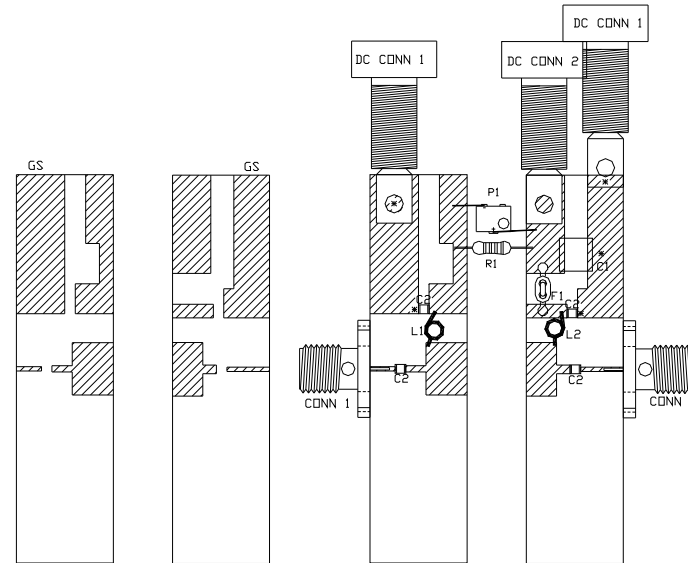 DC CONN 1
DC CONN 1
DC CONN 2
GS
GS
P1
R1
C1
F1
C2
C2
L1
L2
C2
C2
CONN 1
CONN